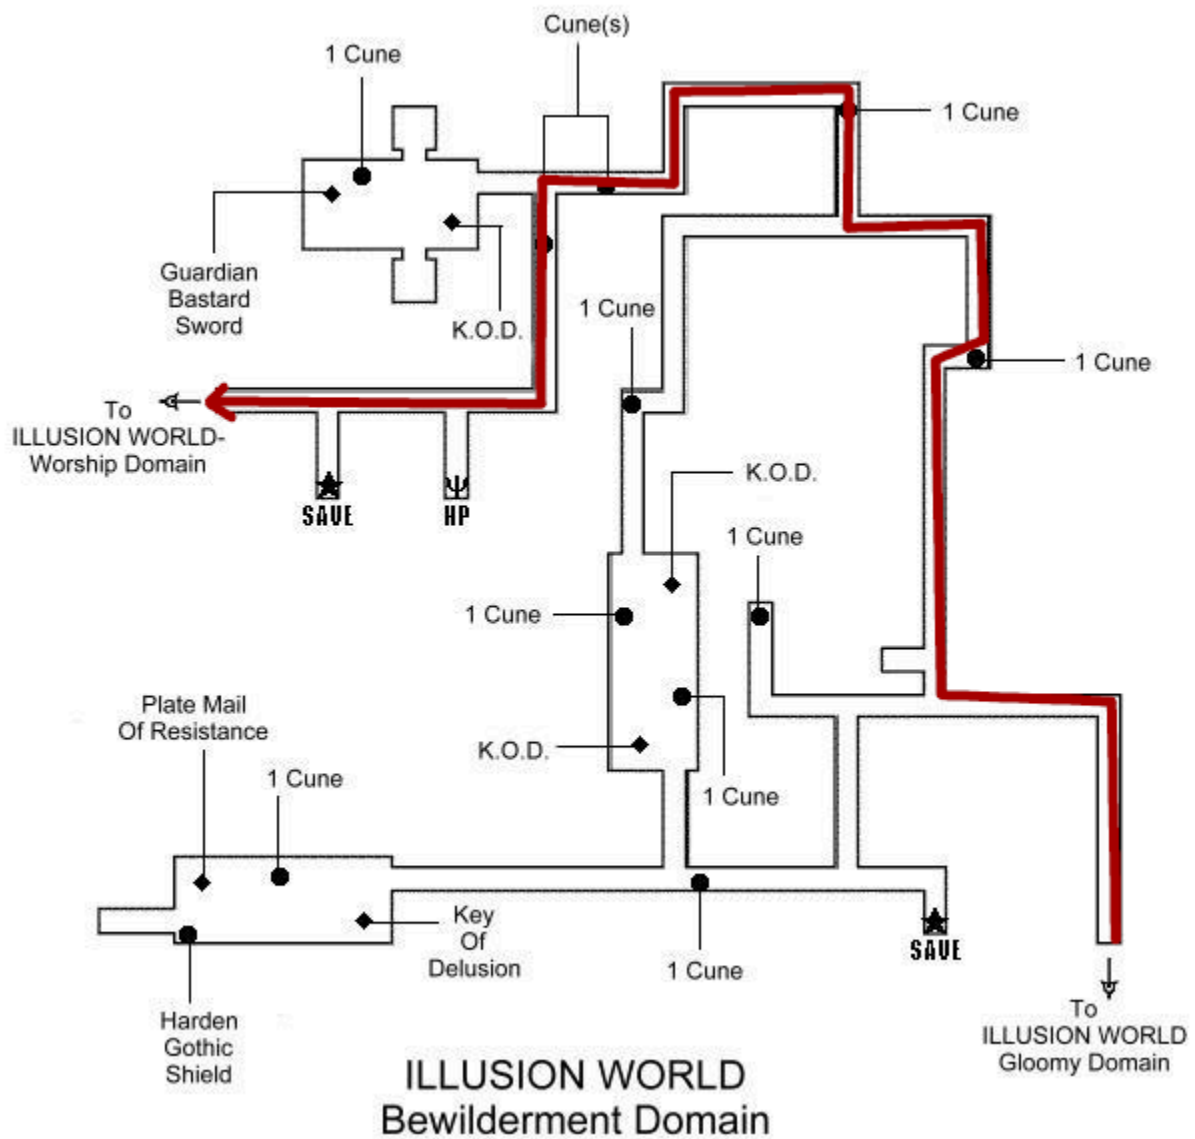 Cune(s)
1 Cune
1 Cune
Guardian
Bastard
Sword
K.O.D.
1 Cune
1 Cune
To
ILLUSION WORLD-
Worship Domain
SAVE
HP
K.O.D.
1 Cune
1 Cune
Plate Mail
Of Resistance
K.O.D.
1 Cune
1 Cune
Key
Of
Delusion
1 Cune
SAVE
Harden
Gothic
Shield
To
ILLUSION WORLD
Gloomy Domain
ILLUSION WORLD
Bewilderment Domain